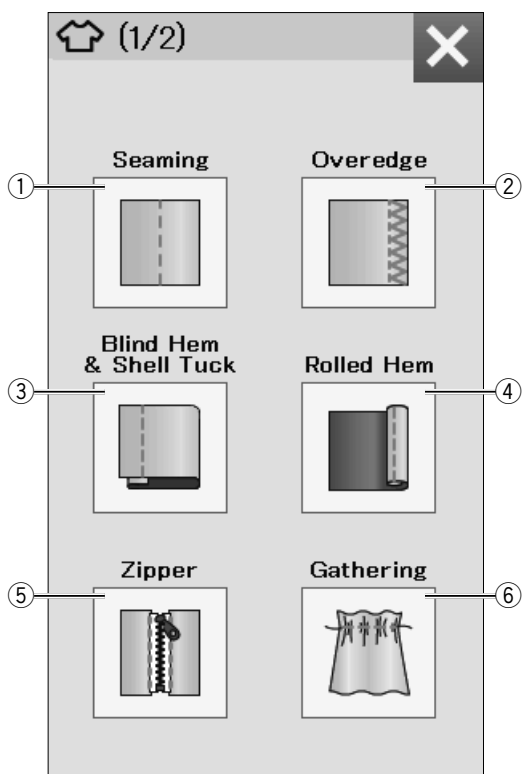 (1/2)
Seaming
Overedge
① ②
Blind Hem
& Shell Tuck
Rolled Hem
③ ④
Zipper
Gathering
⑤ ⑥